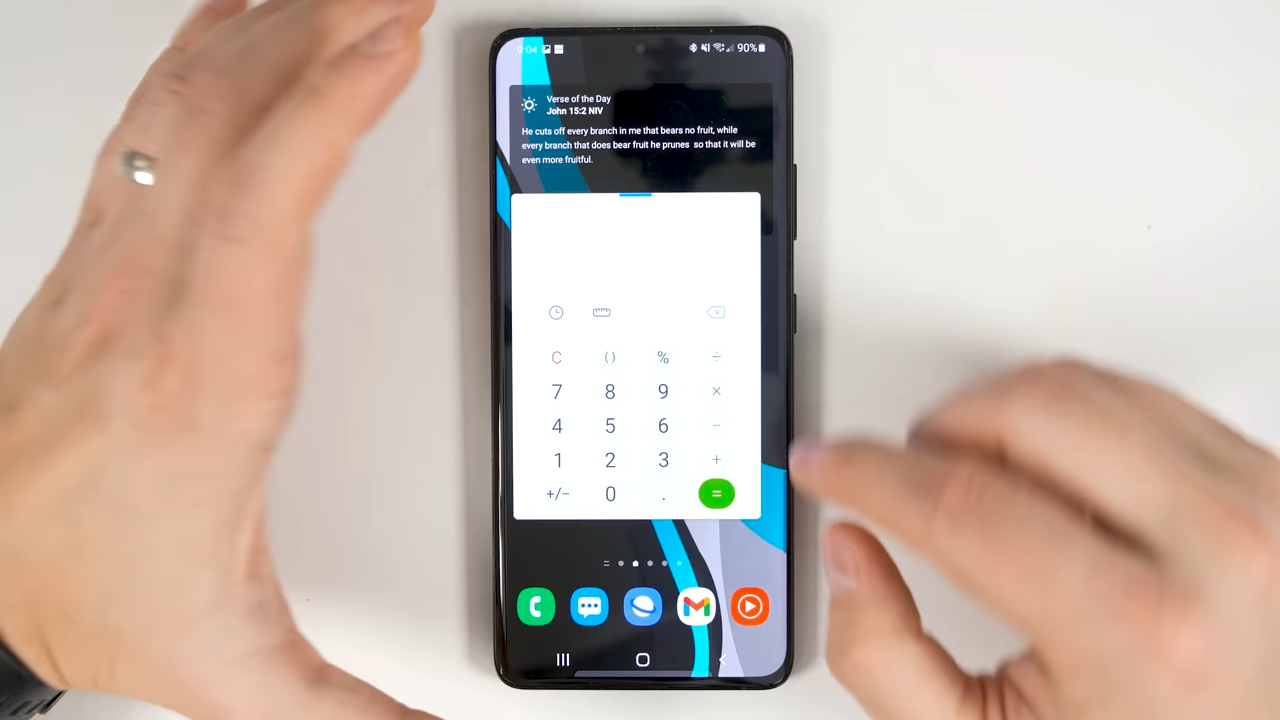 9:04 90%
Verse of the Day
John 15:2 NIV
He cuts off every branch in me that bears no fruit, while
every branch that does bear fruit he prunes so that it will be
even more fruitful.
C () % ÷
7 8 9 ×
4 5 6 −
1 2 3 +
+/− 0 . =